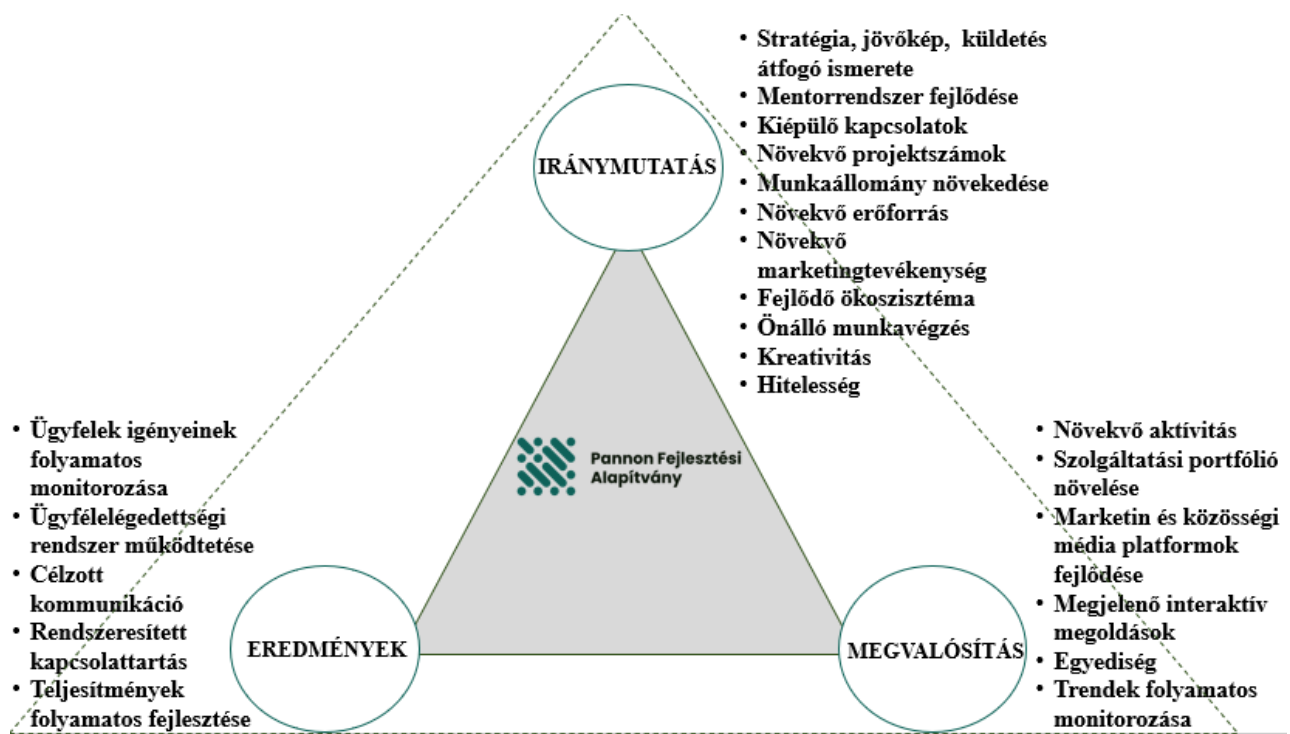 • Stratégia, jövőkép, küldetés
átfogó ismerete
• Mentorrendszer fejlődése
• Kiépülő kapcsolatok
• Növekvő projektszámok
• Munkaállomány növekedése
• Növekvő erőforrás
• Növekvő
marketingtevékenység
• Fejlődő ökoszisztéma
• Önálló munkavégzés
• Kreativitás
• Hitelesség
IRÁNYMUTATÁS
Pannon Fejlesztési
Alapítvány
• Ügyfelek igényeinek
folyamatos
monitorozása
• Ügyfélelégedettségi
rendszer működtetése
• Célzott
kommunikáció
• Rendszeresített
kapcsolattartás
• Teljesítmények
folyamatos fejlesztése
EREDMÉNYEK
MEGVALÓSÍTÁS
• Növekvő aktívitás
• Szolgáltatási portfólió
növelése
• Marketin és közösségi
média platformok
fejlődése
• Megjelenő interaktív
megoldások
• Egyediség
• Trendek folyamatos
monitorozása